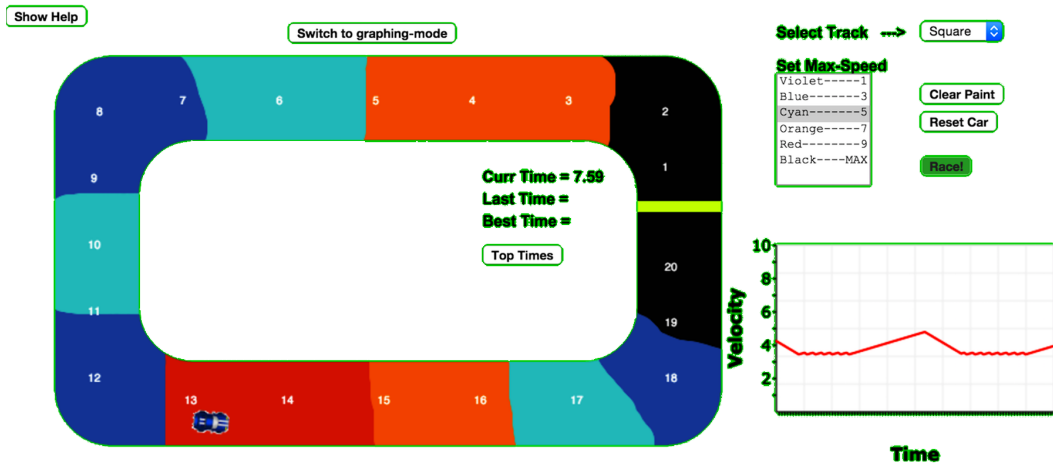 Show Help
Switch to graphing-mode
Select Track --->
Square
Set Max-Speed
Violet-----1
Blue------3
Cyan------5
Orange----7
Red-------9
Black----MAX
Clear Paint
Reset Car
Race!
8
7
6
5
4
3
2
1
9
10
11
12
13
14
15
16
17
18
19
20
Curr Time = 7.59
Last Time =
Best Time =
Top Times
Velocity
10
8
6
4
2
Time